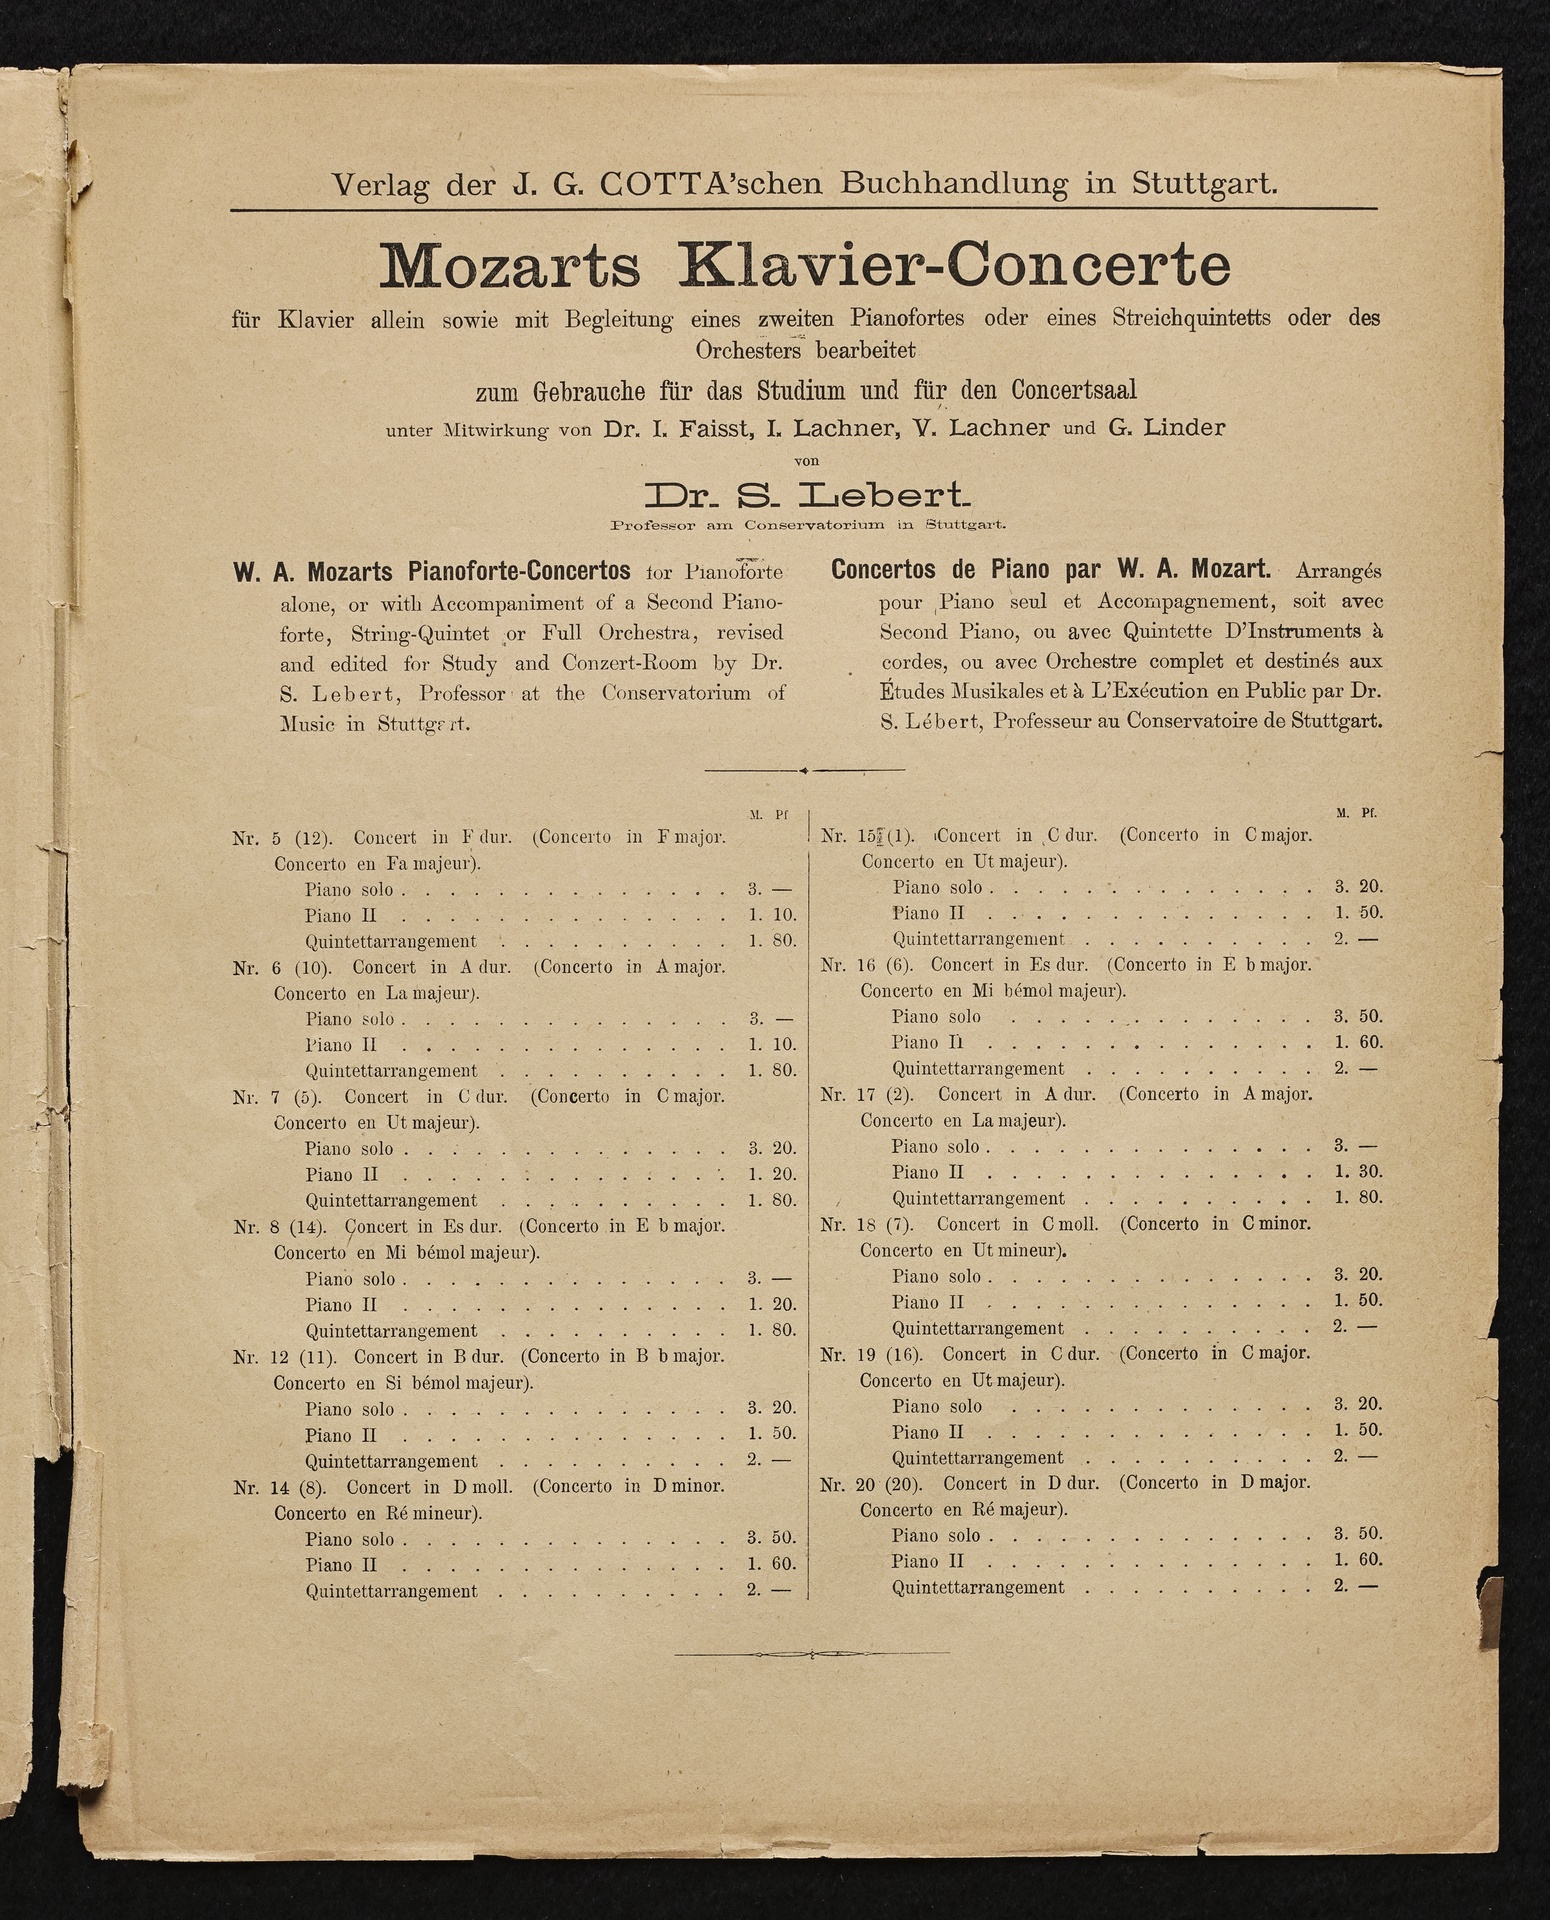 Verlag der J. G. COTTA'schen Buchhandlung in Stuttgart.
Mozarts Klavier-Concerte
für Klavier allein sowie mit Begleitung eines zweiten Pianofortes oder eines Streichquintetts oder des
Orchesters bearbeitet
zum Gebrauche für das Studium und für den Concertsaal
unter Mitwirkung von Dr. I. Faisst, I. Lachner, V. Lachner und G. Linder
von
Dr. S. Lebert.
Professor am Conservatorium in Stuttgart.
W. A. Mozarts Pianoforte-Concertos for Pianoforte
alone, or with Accompaniment of a Second Piano-
forte, String-Quintet or Full Orchestra, revised
and edited for Study and Conzert-Room by Dr.
S. Lebert, Professor at the Conservatorium of
Music in Stuttgart.
Concertos de Piano par W. A. Mozart. Arrangés
pour Piano seul et Accompagnement, soit avec
Second Piano, ou avec Quintette D'Instruments à
cordes, ou avec Orchestre complet et destinés aux
Études Musikales et à L'Exécution en Public par Dr.
S. Lébert, Professeur au Conservatoire de Stuttgart.
M. Pf
Nr. 5 (12). Concert in F dur. (Concerto in F major.
Concerto en Fa majeur).
Piano solo . . . . . . . . . . . . . . 3. —
Piano II . . . . . . . . . . . . . . 1. 10.
Quintettarrangement . . . . . . . . . . 1. 80.
Nr. 6 (10). Concert in A dur. (Concerto in A major.
Concerto en La majeur).
Piano solo . . . . . . . . . . . . . . 3. —
Piano II . . . . . . . . . . . . . . 1. 10.
Quintettarrangement . . . . . . . . . . 1. 80.
Nr. 7 (5). Concert in C dur. (Concerto in C major.
Concerto en Ut majeur).
Piano solo . . . . . . . . . . . . . . 3. 20.
Piano II . . . . . . . . . . . . . . 1. 20.
Quintettarrangement . . . . . . . . . . 1. 80.
Nr. 8 (14). Concert in Es dur. (Concerto in E b major.
Concerto en Mi bémol majeur).
Piano solo . . . . . . . . . . . . . . 3. —
Piano II . . . . . . . . . . . . . . 1. 20.
Quintettarrangement . . . . . . . . . . 1. 80.
Nr. 12 (11). Concert in B dur. (Concerto in B b major.
Concerto en Si bémol majeur).
Piano solo . . . . . . . . . . . . . . 3. 20.
Piano II . . . . . . . . . . . . . . 1. 50.
Quintettarrangement . . . . . . . . . . 2. —
Nr. 14 (8). Concert in D moll. (Concerto in D minor.
Concerto en Ré mineur).
Piano solo . . . . . . . . . . . . . . 3. 50.
Piano II . . . . . . . . . . . . . . 1. 60.
Quintettarrangement . . . . . . . . . . 2. —
M. Pf.
Nr. 15 (1). Concert in C dur. (Concerto in C major.
Concerto en Ut majeur).
Piano solo . . . . . . . . . . . . . . 3. 20.
Piano II . . . . . . . . . . . . . . 1. 50.
Quintettarrangement . . . . . . . . . . 2. —
Nr. 16 (6). Concert in Es dur. (Concerto in E b major.
Concerto en Mi bémol majeur).
Piano solo . . . . . . . . . . . . . 3. 50.
Piano II . . . . . . . . . . . . . . 1. 60.
Quintettarrangement . . . . . . . . . . 2. —
Nr. 17 (2). Concert in A dur. (Concerto in A major.
Concerto en La majeur).
Piano solo . . . . . . . . . . . . . . 3. —
Piano II . . . . . . . . . . . . . . 1. 30.
Quintettarrangement . . . . . . . . . . 1. 80.
Nr. 18 (7). Concert in C moll. (Concerto in C minor.
Concerto en Ut mineur).
Piano solo . . . . . . . . . . . . . . 3. 20.
Piano II . . . . . . . . . . . . . . 1. 50.
Quintettarrangement . . . . . . . . . . 2. —
Nr. 19 (16). Concert in C dur. (Concerto in C major.
Concerto en Ut majeur).
Piano solo . . . . . . . . . . . . . 3. 20.
Piano II . . . . . . . . . . . . . . 1. 50.
Quintettarrangement . . . . . . . . . . 2. —
Nr. 20 (20). Concert in D dur. (Concerto in D major.
Concerto en Ré majeur).
Piano solo . . . . . . . . . . . . . . 3. 50.
Piano II . . . . . . . . . . . . . . 1. 60.
Quintettarrangement . . . . . . . . . . 2. —